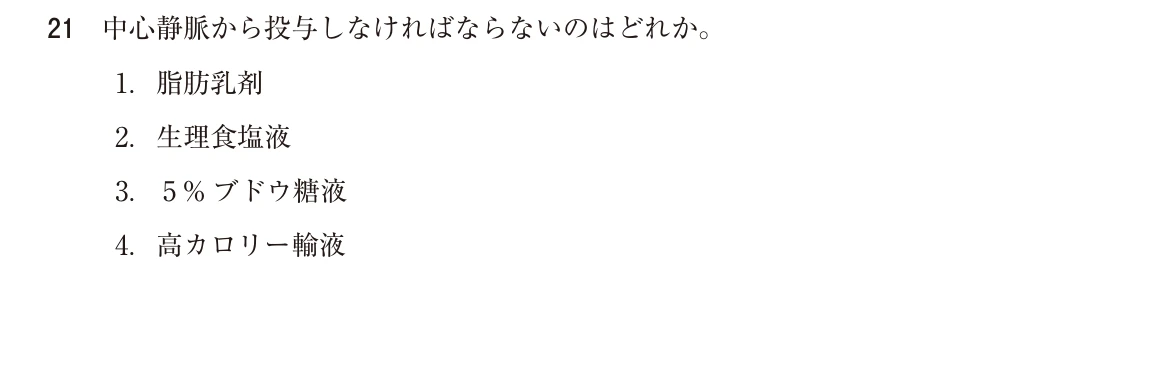 21 中心静脈から投与しなければならないのはどれか。
1. 脂肪乳剤
2. 生理食塩液
3. 5% ブドウ糖液
4. 高カロリー輸液